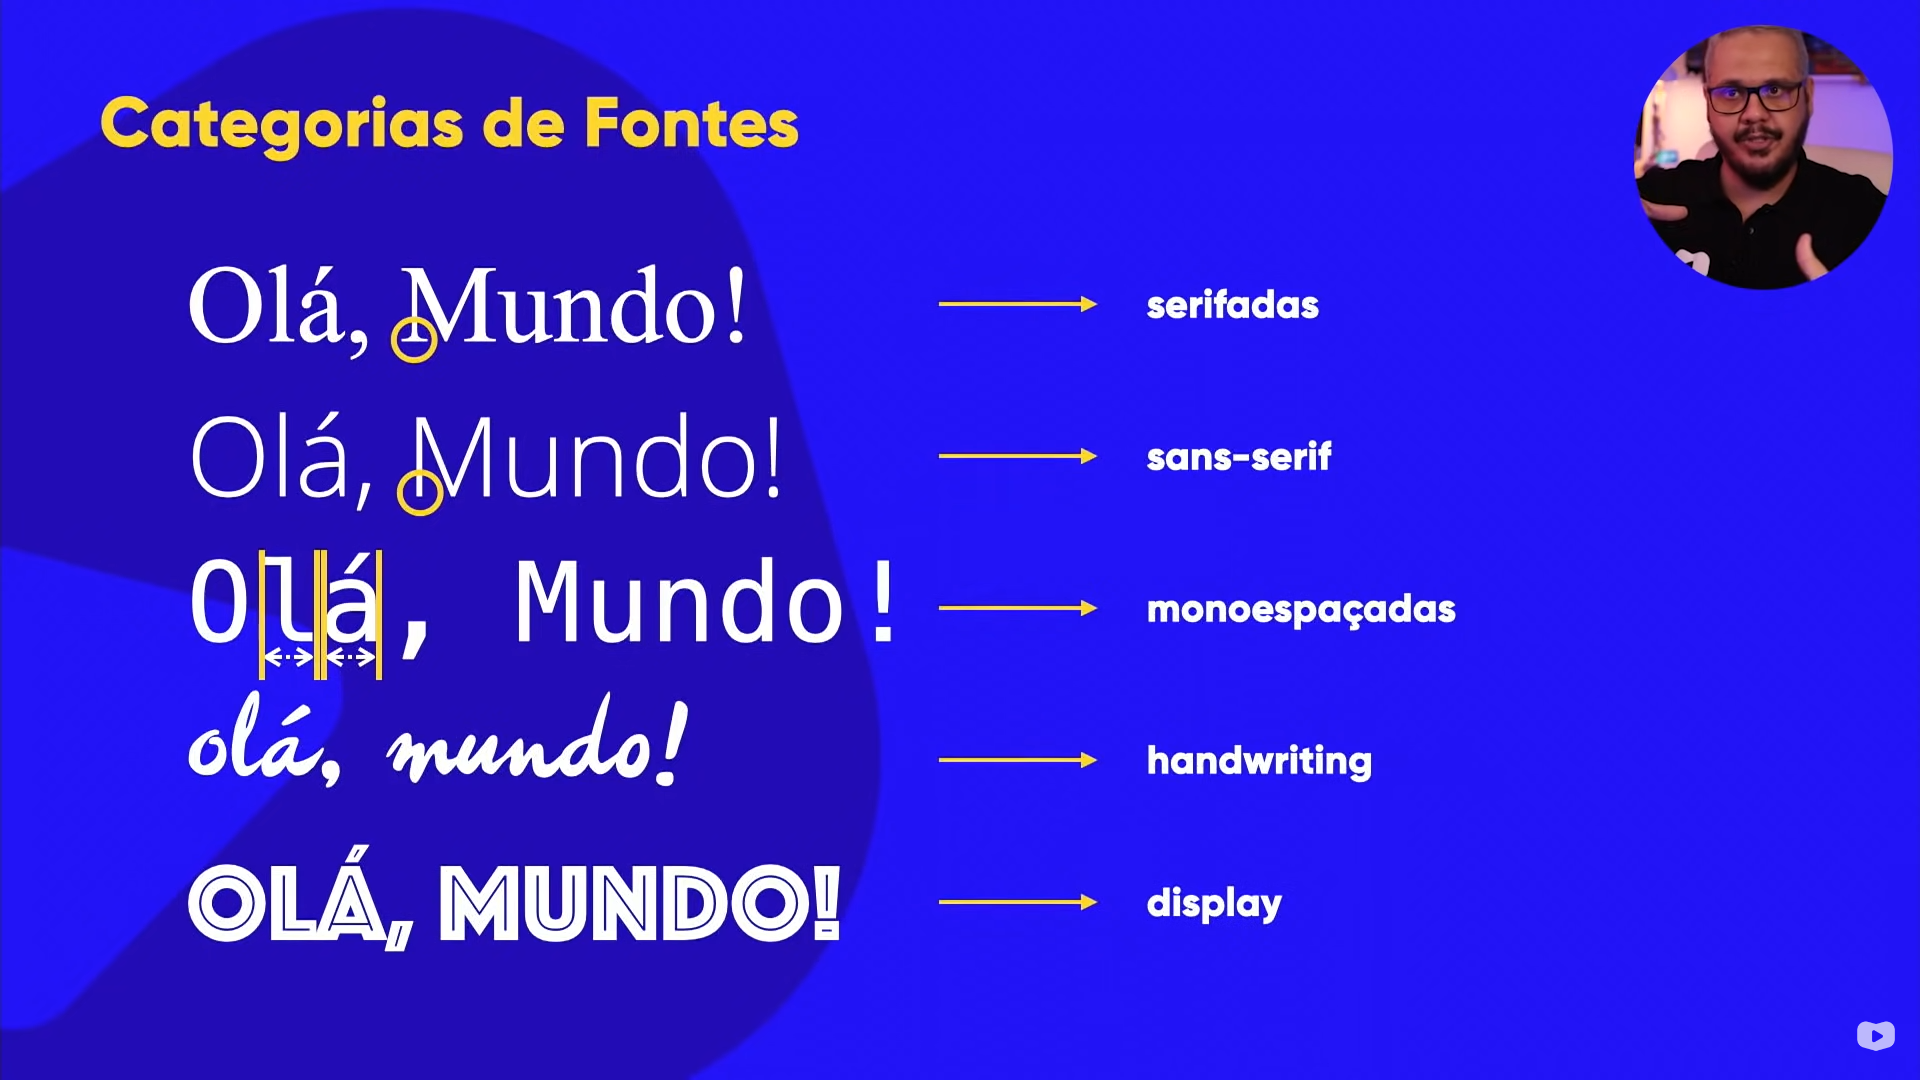 Categorias de Fontes
Olá, Mundo!
serifadas
Olá, Mundo!
sans-serif
Olá, Mundo!
monoespaçadas
olá, mundo!
handwriting
OLÁ, MUNDO!
display